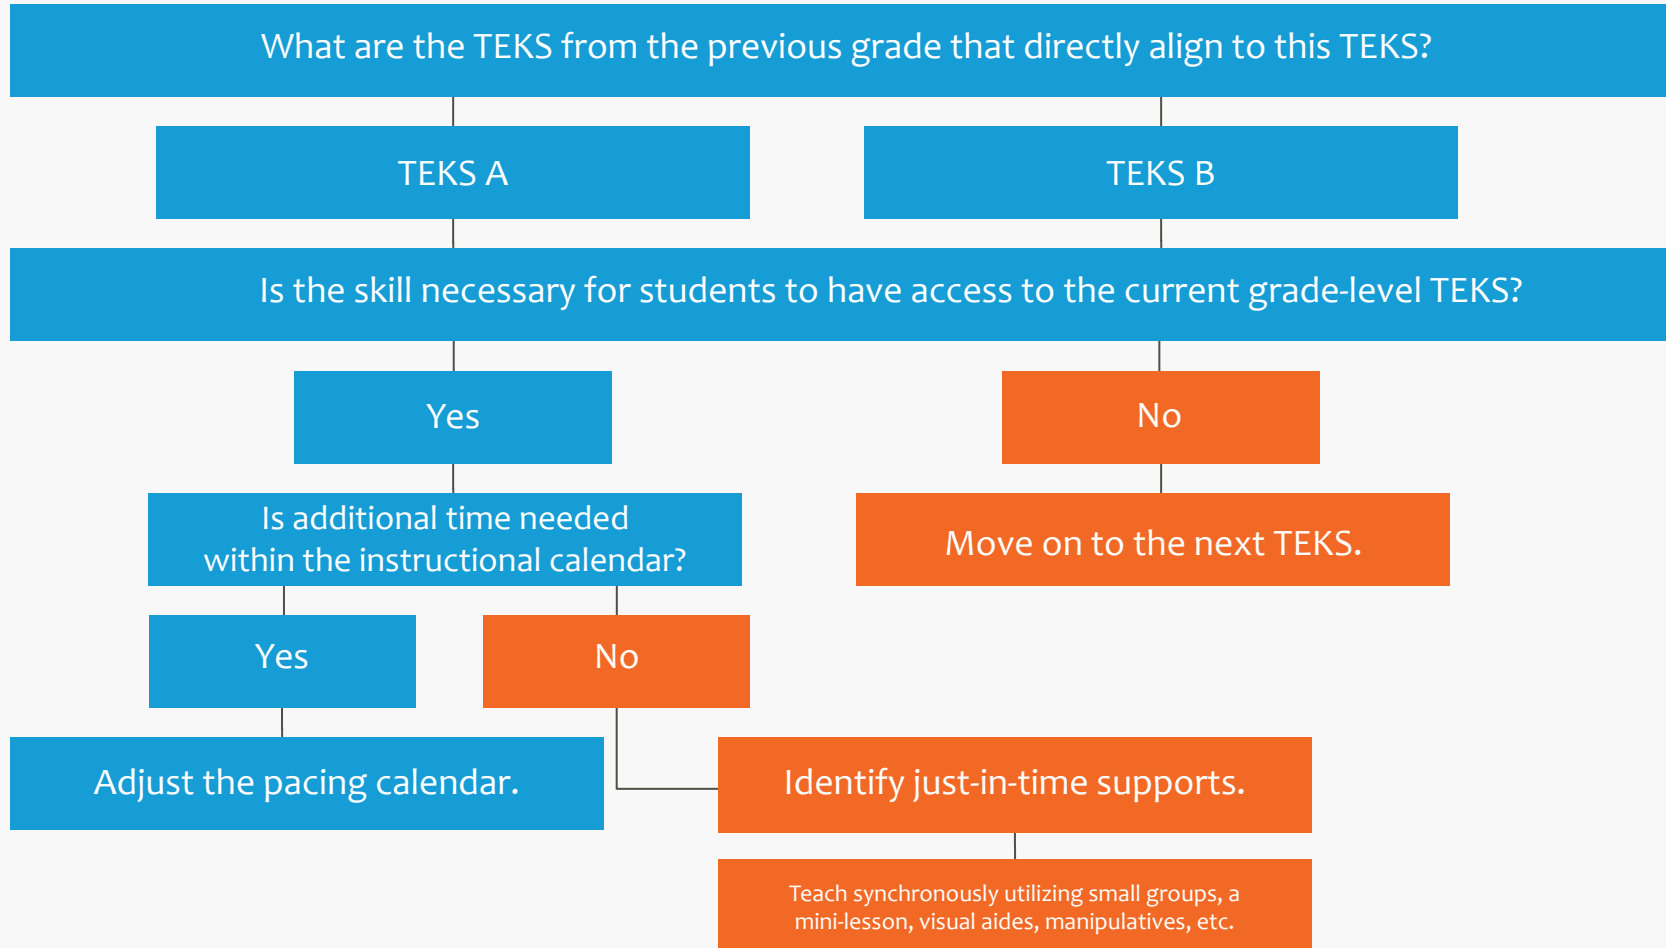 What are the TEKS from the previous grade that directly align to this TEKS?
TEKS A
TEKS B
Is the skill necessary for students to have access to the current grade-level TEKS?
Yes
No
Is additional time needed
within the instructional calendar?
Move on to the next TEKS.
Yes
No
Adjust the pacing calendar.
Identify just-in-time supports.
Teach synchronously utilizing small groups, a
mini-lesson, visual aides, manipulatives, etc.